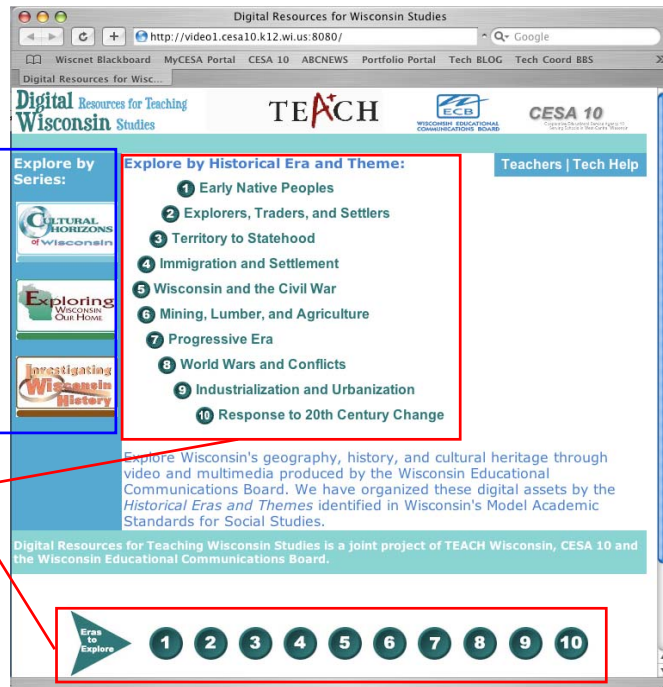 Digital Resources for Wisconsin Studies
http://video1.cesa10.k12.wi.us:8080/
Google
Wiscnet Blackboard MyCESA Portal CESA 10 ABCNEWS Portfolio Portal Tech BLOG Tech Coord BBS
Digital Resources for Wisc...
Digital Resources for Teaching
Wisconsin Studies
TEACH
ECB
WISCONSIN EDUCATIONAL
COMMUNICATIONS BOARD
CESA 10
Explore by
Series:
Explore by Historical Era and Theme:
Teachers | Tech Help
1 Early Native Peoples
2 Explorers, Traders, and Settlers
3 Territory to Statehood
4 Immigration and Settlement
5 Wisconsin and the Civil War
6 Mining, Lumber, and Agriculture
7 Progressive Era
8 World Wars and Conflicts
9 Industrialization and Urbanization
10 Response to 20th Century Change
CULTURAL
HORIZONS
of Wisconsin
Exploring
WISCONSIN
OUR HOME
Investigating
Wisconsin
History
Explore Wisconsin's geography, history, and cultural heritage through
video and multimedia produced by the Wisconsin Educational
Communications Board. We have organized these digital assets by the
Historical Eras and Themes identified in Wisconsin's Model Academic
Standards for Social Studies.
Digital Resources for Teaching Wisconsin Studies is a joint project of TEACH Wisconsin, CESA 10 and
the Wisconsin Educational Communications Board.
Eras
to
Explore
1 2 3 4 5 6 7 8 9 10